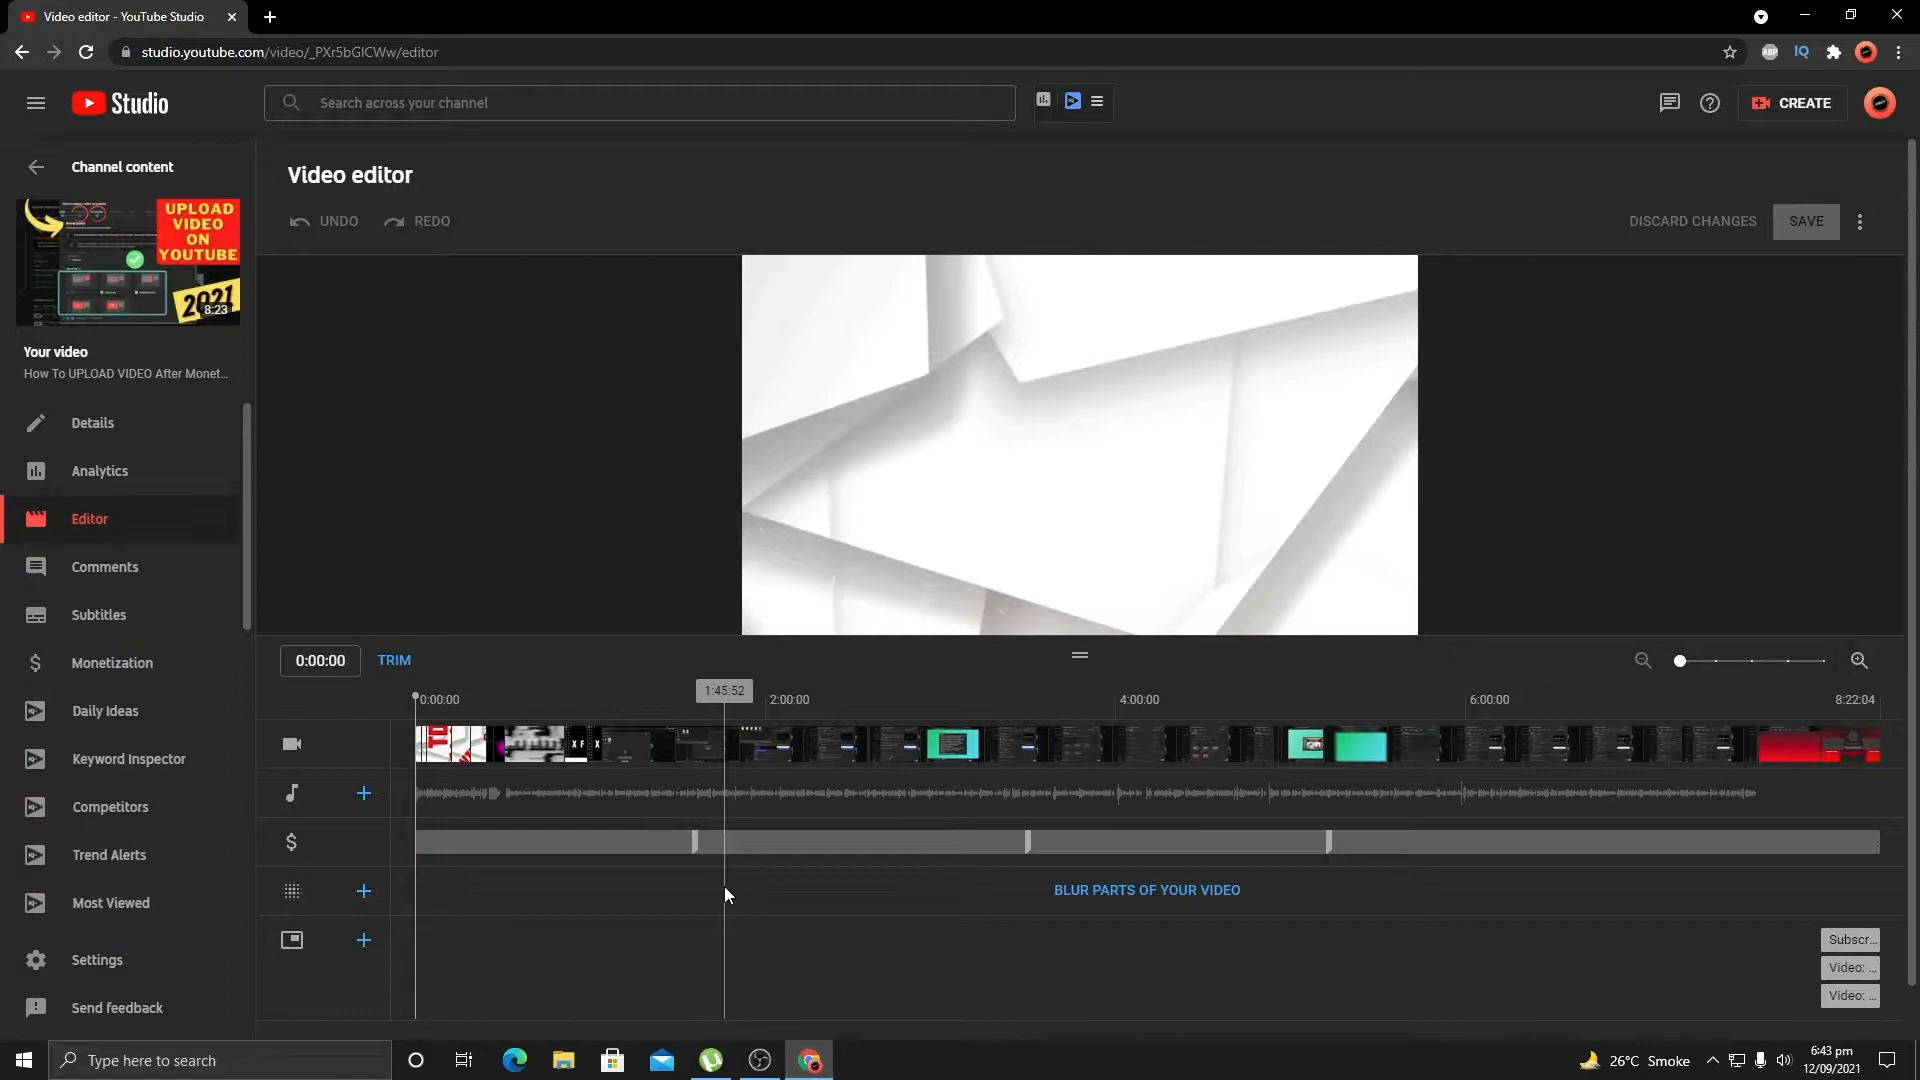 Video editor - YouTube Studio
studio.youtube.com/video/_PXr5bGlCWw/editor
ABP
IQ
Studio
Search across your channel
CREATE
Channel content
UPLOAD
VIDEO
ON
YOUTUBE
2021
8:23
Your video
How To UPLOAD VIDEO After Monet...
Details
Analytics
Editor
Comments
Subtitles
Monetization
Daily Ideas
Keyword Inspector
Competitors
Trend Alerts
Most Viewed
Settings
Send feedback
Video editor
UNDO
REDO
DISCARD CHANGES
SAVE
0:00:00
TRIM
0:00:00
1:45:52
2:00:00
4:00:00
6:00:00
8:22:04
BLUR PARTS OF YOUR VIDEO
Subscr...
Video: ...
Video: ...
Type here to search
26°C Smoke
6:43 pm
12/09/2021